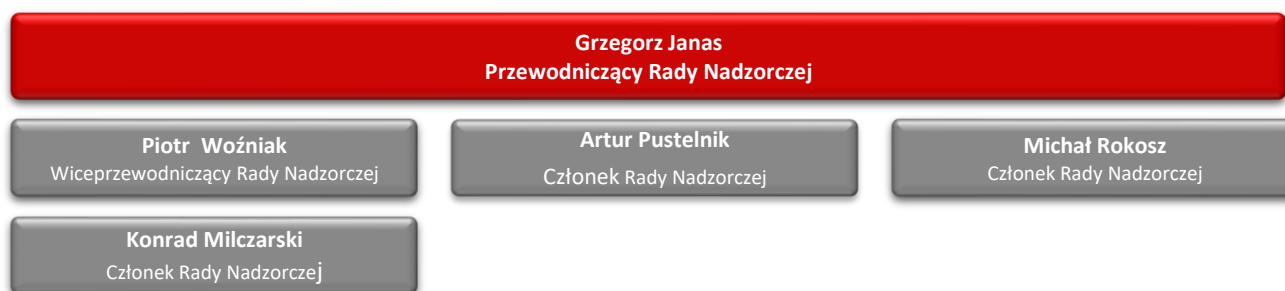 Grzegorz Janas
Przewodniczący Rady Nadzorczej
Piotr Woźniak
Wiceprzewodniczący Rady Nadzorczej
Artur Pustelnik
Członek Rady Nadzorczej
Michał Rokosz
Członek Rady Nadzorczej
Konrad Milczarski
Członek Rady Nadzorczej